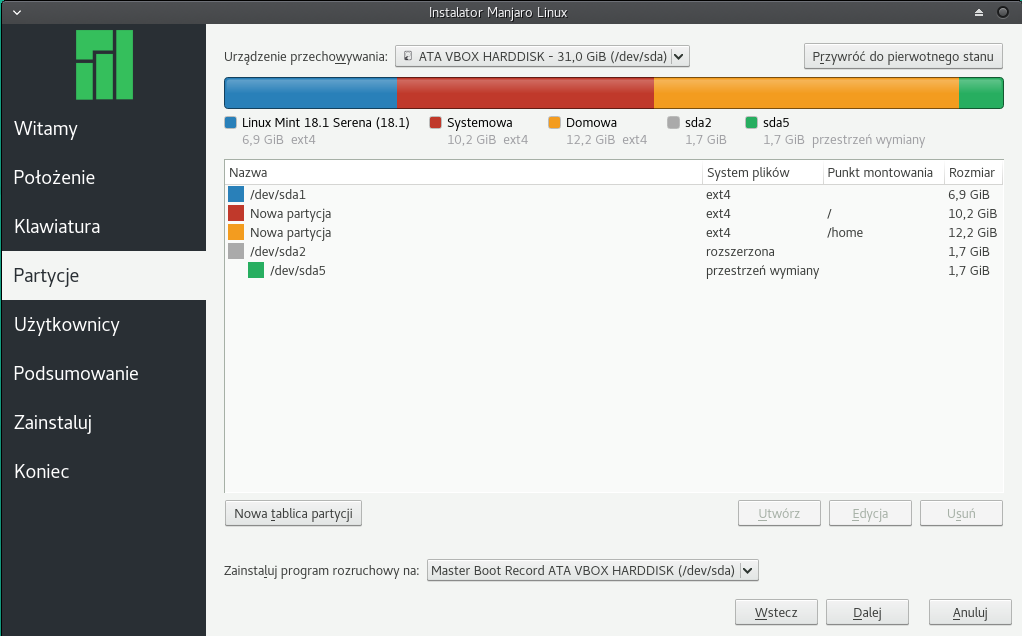 Instalator Manjaro Linux
Witamy
Położenie
Klawiatura
Partycje
Użytkownicy
Podsumowanie
Zainstaluj
Koniec
Urządzenie przechowywania: ATA VBOX HARDDISK - 31,0 GiB (/dev/sda) Przywróć do pierwotnego stanu
Linux Mint 18.1 Serena (18.1) Systemowa Domowa sda2 sda5
6,9 GiB ext4 10,2 GiB ext4 12,2 GiB ext4 1,7 GiB 1,7 GiB przestrzeń wymiany
Nazwa System plików Punkt montowania Rozmiar
/dev/sda1 ext4 6,9 GiB
Nowa partycja ext4 / 10,2 GiB
Nowa partycja ext4 /home 12,2 GiB
/dev/sda2 rozszerzona 1,7 GiB
/dev/sda5 przestrzeń wymiany 1,7 GiB
Nowa tablica partycji Utwórz Edycja Usuń
Zainstaluj program rozruchowy na: Master Boot Record ATA VBOX HARDDISK (/dev/sda)
Wstecz Dalej Anuluj